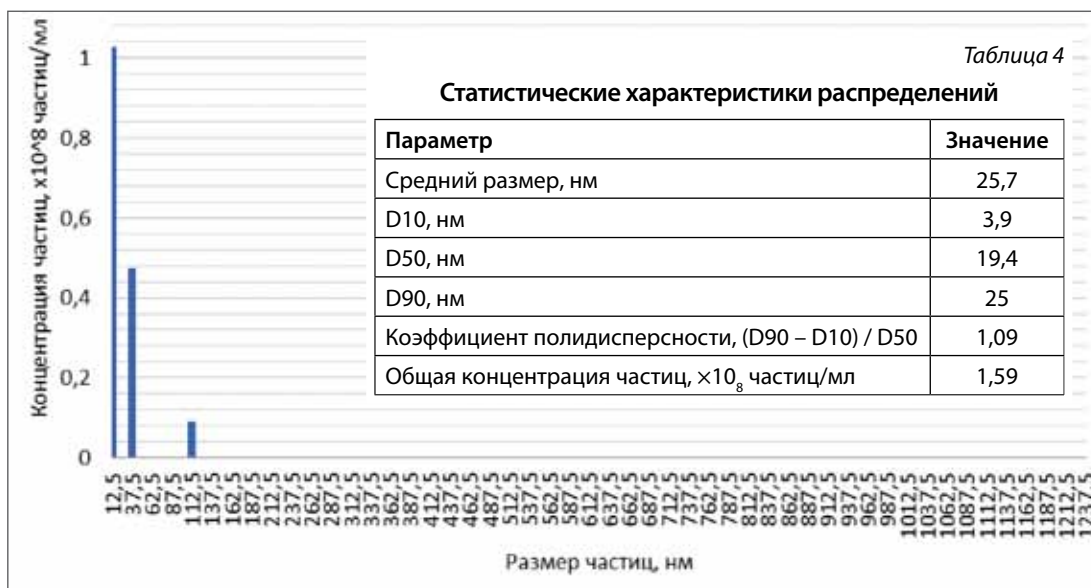 Концентрация частиц, х10^8 частиц/мл
1
0,8
0,6
0,4
0,2
0
Таблица 4
Статистические характеристики распределений
Параметр Значение
Средний размер, нм 25,7
D10, нм 3,9
D50, нм 19,4
D90, нм 25
Коэффициент полидисперсности, (D90 – D10) / D50 1,09
Общая концентрация частиц, ×10₈ частиц/мл 1,59
12,5 37,5 62,5 87,5 112,5 137,5 162,5 187,5 212,5 237,5 262,5 287,5 312,5 337,5 362,5 387,5 412,5 437,5 462,5 487,5 512,5 537,5 562,5 587,5 612,5 637,5 662,5 687,5 712,5 737,5 762,5 787,5 812,5 837,5 862,5 887,5 912,5 937,5 962,5 987,5 1012,5 1037,5 1062,5 1087,5 1112,5 1137,5 1162,5 1187,5 1212,5 1237,5
Размер частиц, нм